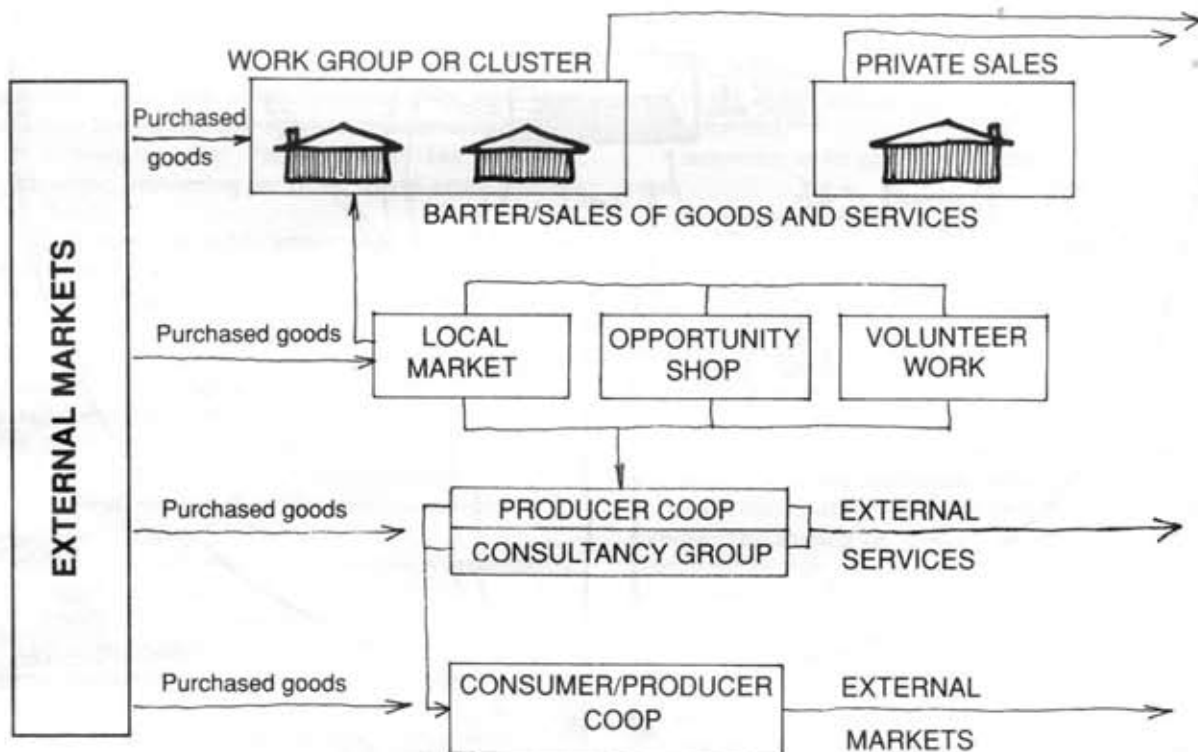 WORK GROUP OR CLUSTER
PRIVATE SALES
Purchased
goods
BARTER/SALES OF GOODS AND SERVICES
EXTERNAL MARKETS
Purchased goods
LOCAL
MARKET
OPPORTUNITY
SHOP
VOLUNTEER
WORK
Purchased goods
PRODUCER COOP
CONSULTANCY GROUP
EXTERNAL
SERVICES
Purchased goods
CONSUMER/PRODUCER
COOP
EXTERNAL
MARKETS